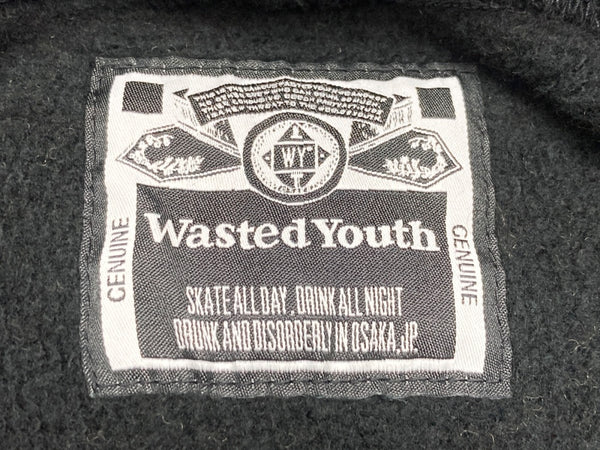 WY
Wasted Youth
GENUINE
GENUINE
SKATE ALL DAY, DRINK ALL NIGHT
DRUNK AND DISORDERLY IN OSAKA, JP